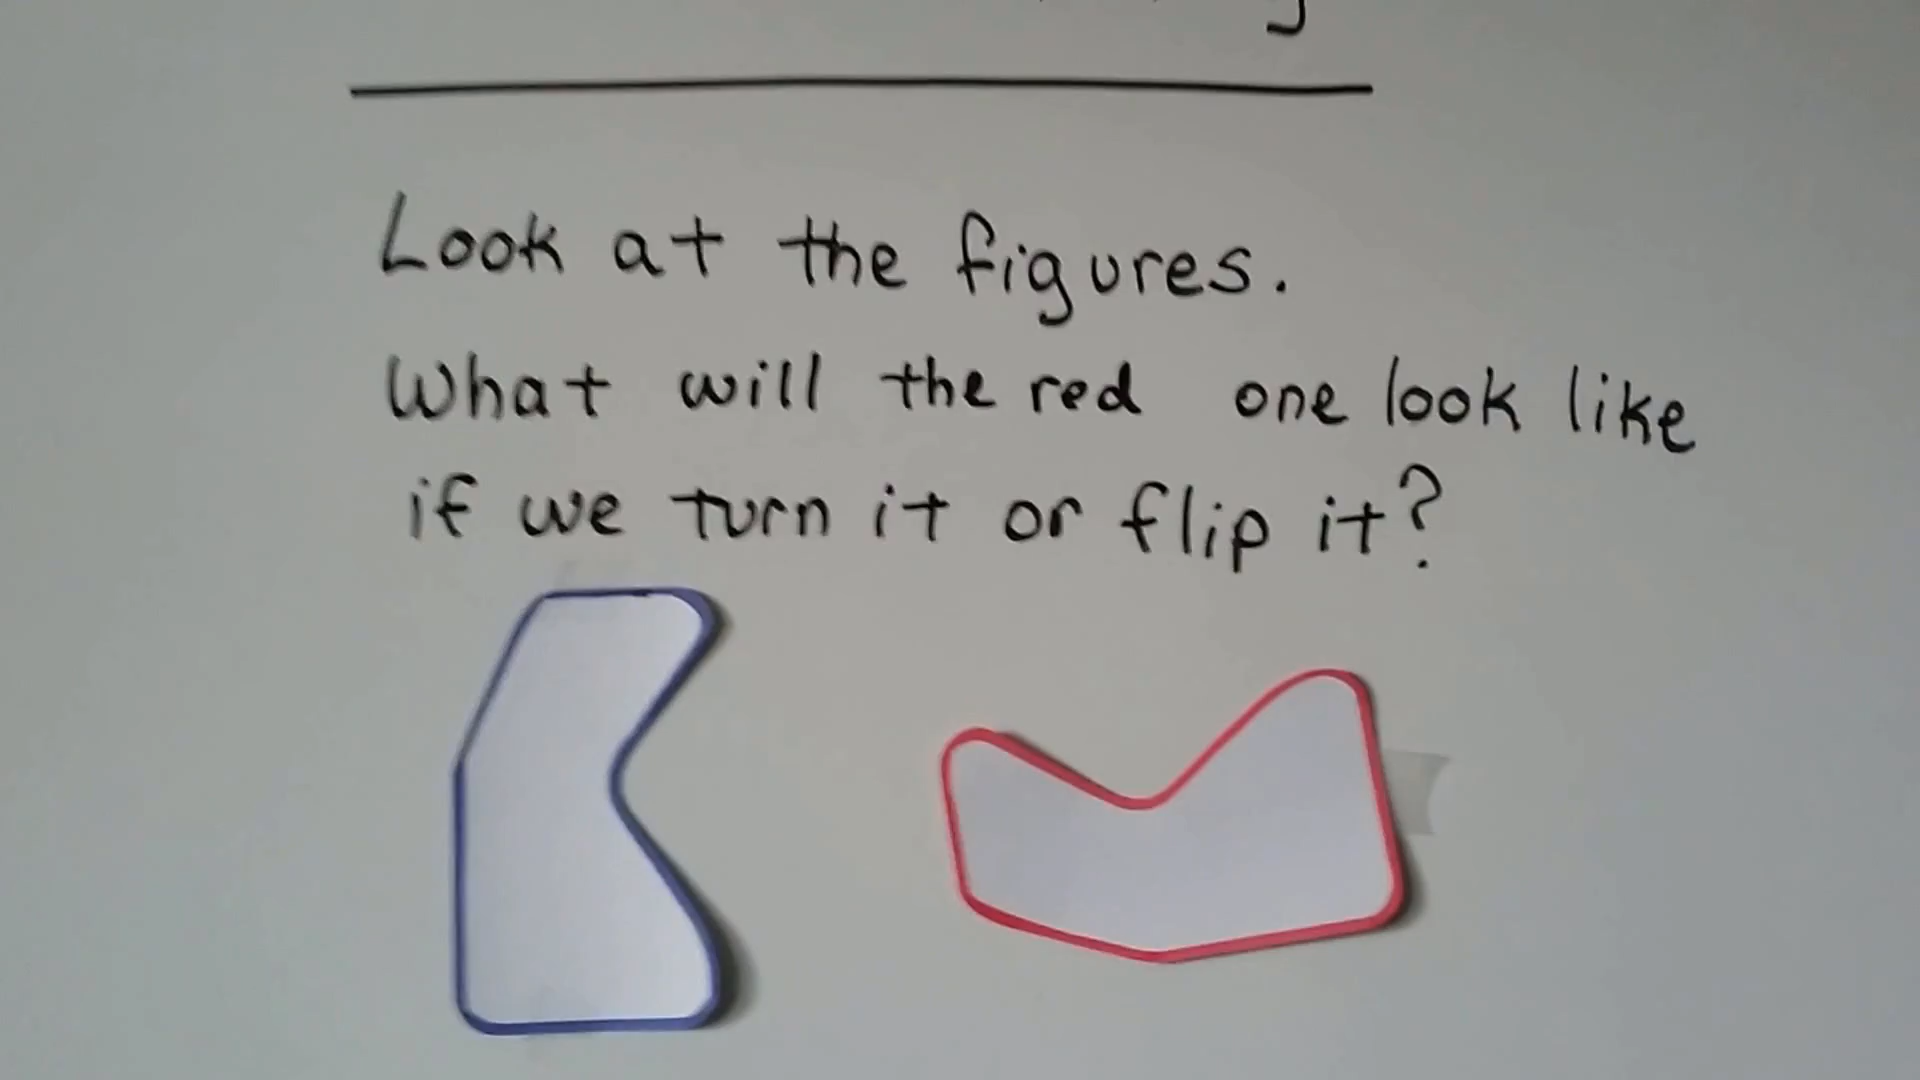 Look at the figures.
What will the red one look like
if we turn it or flip it?